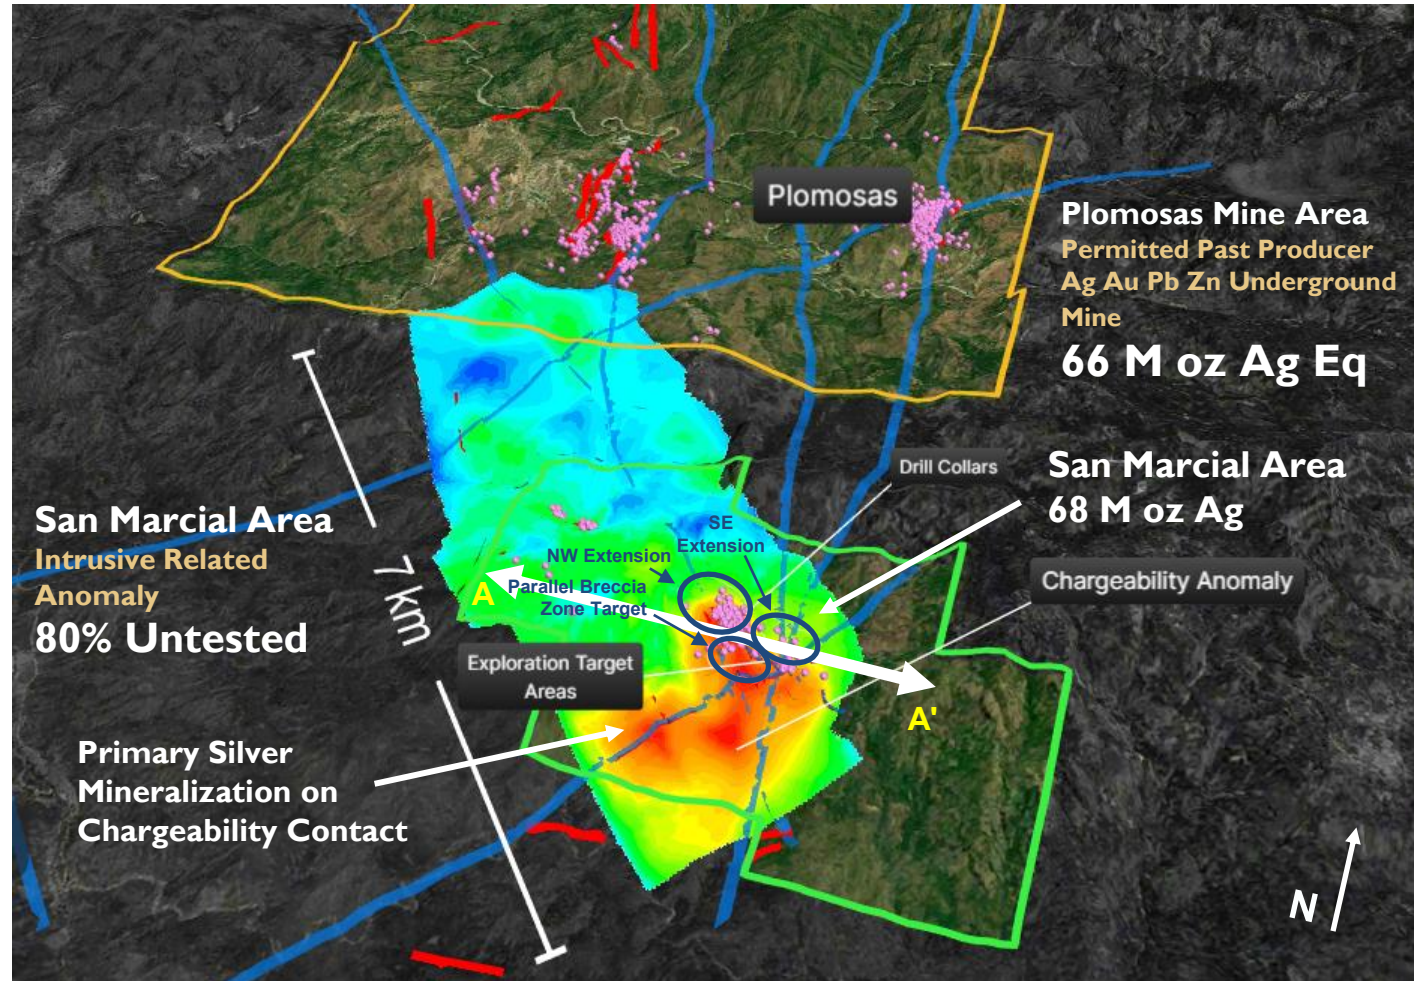 Plomosas
Plomosas Mine Area
Permitted Past Producer
Ag Au Pb Zn Underground
Mine
66 M oz Ag Eq
Drill Collars
San Marcial Area
68 M oz Ag
San Marcial Area
Intrusive Related
Anomaly
80% Untested
7 km
SE
Extension
NW Extension
Parallel Breccia
Zone Target
A
Chargeability Anomaly
Exploration Target
Areas
A'
Primary Silver
Mineralization on
Chargeability Contact
N